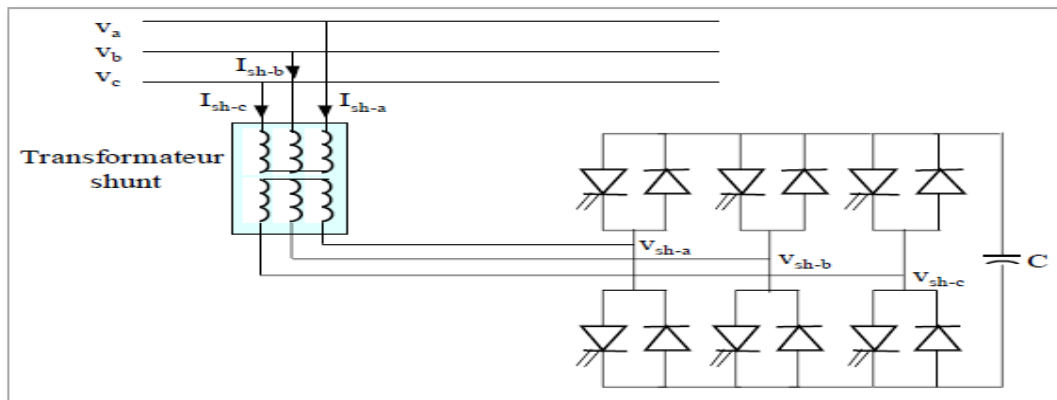 Va
Vb
Vc
Ish-b
Ish-c
Ish-a
Transformateur
shunt
Vsh-a
Vsh-b
Vsh-c
C